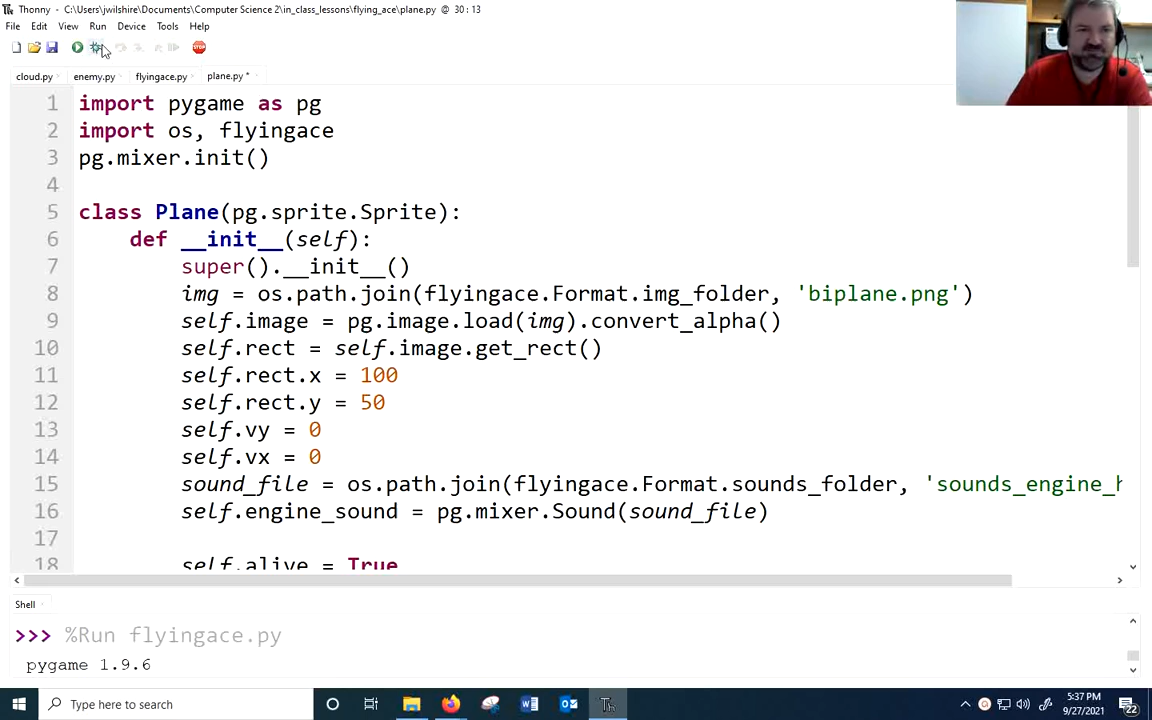 Thonny - C:\Users\jwilshire\Documents\Computer Science 2\in_class_lessons\flying_ace\plane.py @ 30 : 13
File Edit View Run Device Tools Help
STOP
cloud.py enemy.py flyingace.py plane.py *
1 import pygame as pg
2 import os, flyingace
3 pg.mixer.init()
4
5 class Plane(pg.sprite.Sprite):
6 def __init__(self):
7 super().__init__()
8 img = os.path.join(flyingace.Format.img_folder, 'biplane.png')
9 self.image = pg.image.load(img).convert_alpha()
10 self.rect = self.image.get_rect()
11 self.rect.x = 100
12 self.rect.y = 50
13 self.vy = 0
14 self.vx = 0
15 sound_file = os.path.join(flyingace.Format.sounds_folder, 'sounds_engine_h
16 self.engine_sound = pg.mixer.Sound(sound_file)
17
18 self.alive = True
Shell
>>> %Run flyingace.py
pygame 1.9.6
Type here to search
5:37 PM
9/27/2021
22